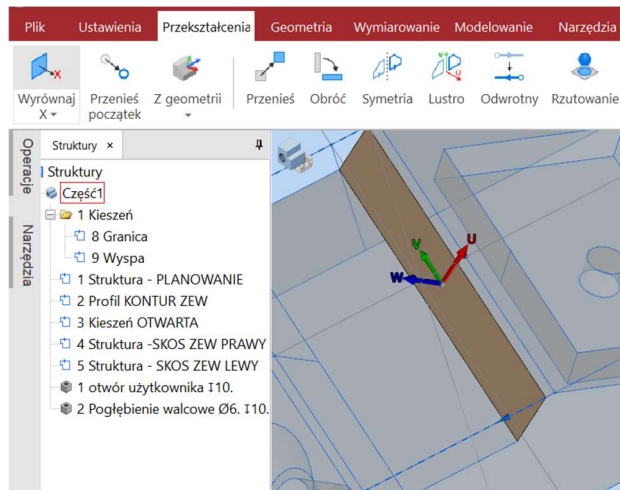 Plik Ustawienia Przekształcenia Geometria Wymiarowanie Modelowanie Narzędzia
Wyrównaj X
Przenieś początek
Z geometrii
Przenieś
Obróć
Symetria
Lustro
Odwrotny
Rzutowanie
Operacje
Narzędzia
Struktury ×
Struktury
Część1
1 Kieszeń
8 Granica
9 Wyspa
1 Struktura - PLANOWANIE
2 Profil KONTUR ZEW
3 Kieszeń OTWARTA
4 Struktura -SKOS ZEW PRAWY
5 Struktura - SKOS ZEW LEWY
1 otwór użytkownika ↧10.
2 Pogłębienie walcowe Ø6. ↧10.
V
U
W